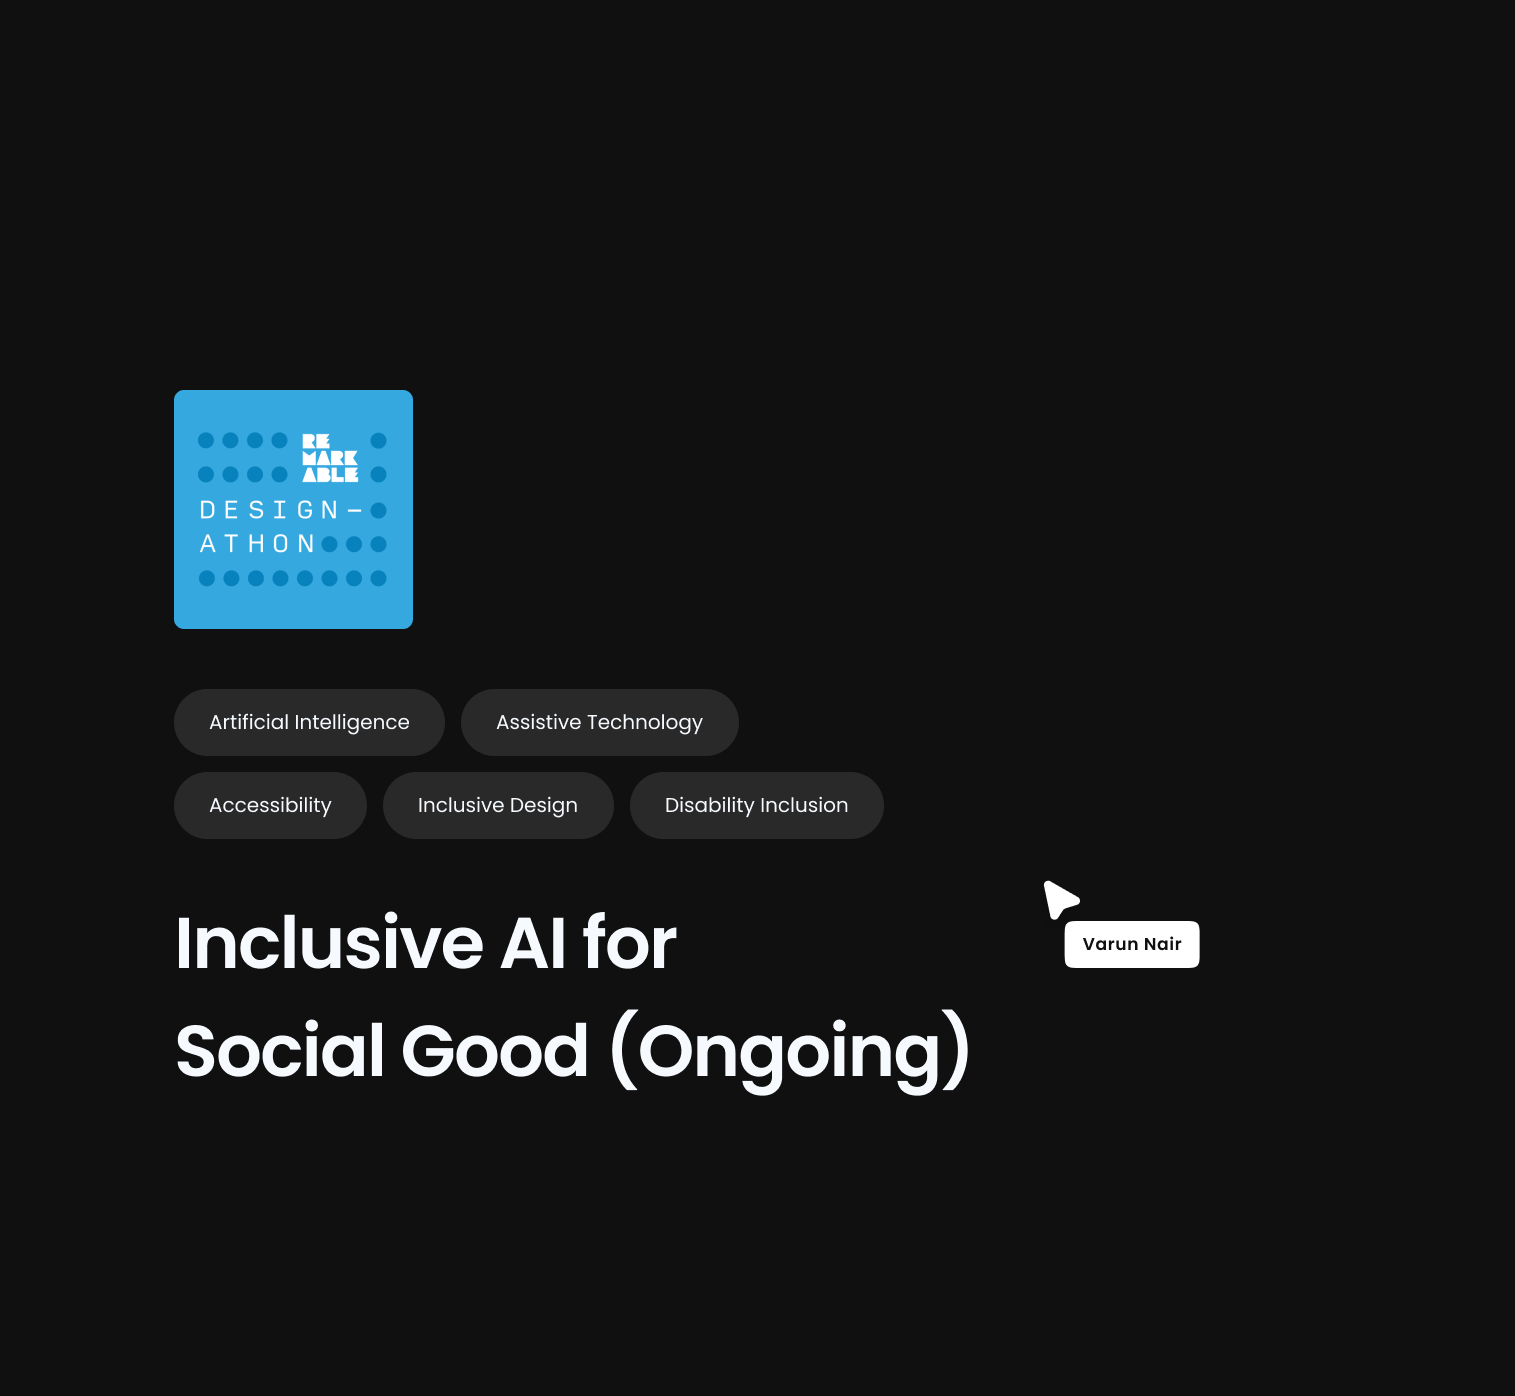 RE
MARK
ABLE
DESIGN-
ATHON
Artificial Intelligence
Assistive Technology
Accessibility
Inclusive Design
Disability Inclusion
Inclusive AI for
Varun Nair
Social Good (Ongoing)